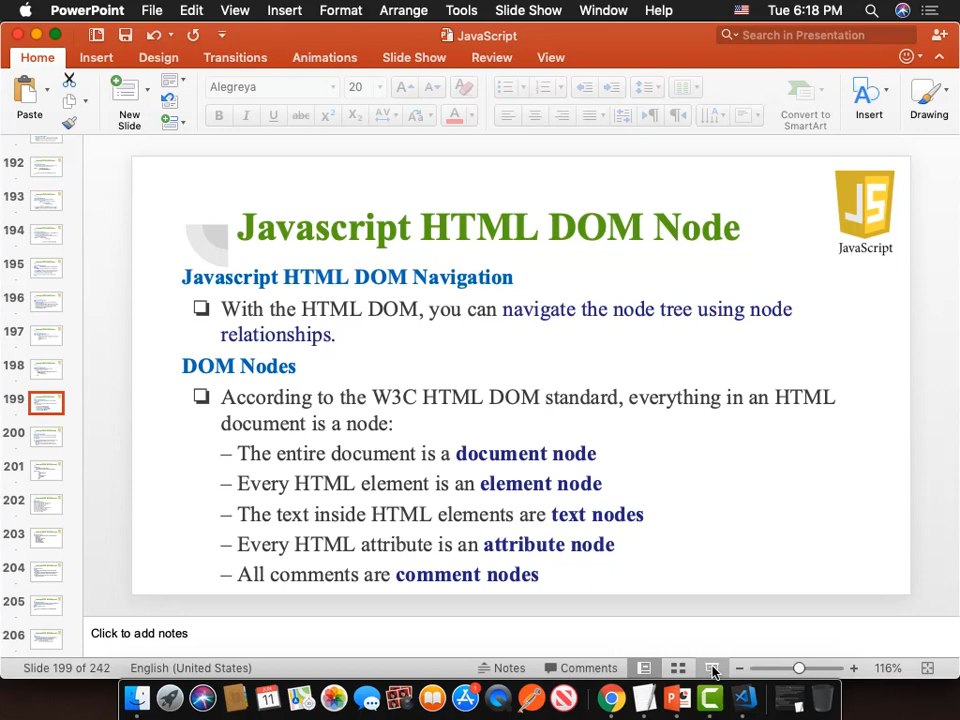 PowerPoint File Edit View Insert Format Arrange Tools Slide Show Window Help Tue 6:18 PM
JavaScript
Search in Presentation
Home Insert Design Transitions Animations Slide Show Review View
Paste
New Slide
Alegreya 20
B I U abc X² X₂ AV Aa A
Convert to SmartArt
Insert
Drawing
192
193
194
195
196
197
198
199
200
201
202
203
204
205
206
JS
JavaScript
Javascript HTML DOM Node
Javascript HTML DOM Navigation
❑ With the HTML DOM, you can navigate the node tree using node
relationships.
DOM Nodes
❑ According to the W3C HTML DOM standard, everything in an HTML
document is a node:
– The entire document is a document node
– Every HTML element is an element node
– The text inside HTML elements are text nodes
– Every HTML attribute is an attribute node
– All comments are comment nodes
Click to add notes
Slide 199 of 242 English (United States) Notes Comments 116%